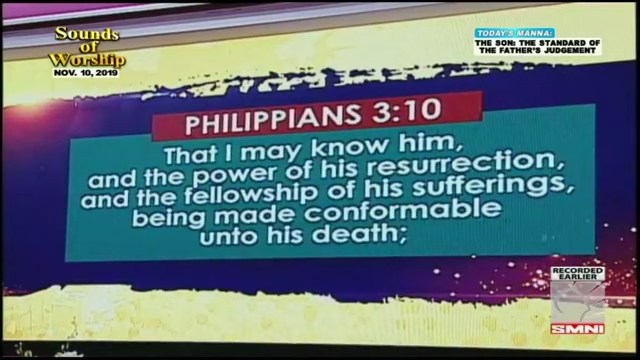 Sounds
of
Worship
NOV. 10, 2019
TODAY'S MANNA:
THE SON: THE STANDARD OF
THE FATHER'S JUDGEMENT
PHILIPPIANS 3:10
That I may know him,
and the power of his resurrection,
and the fellowship of his sufferings,
being made conformable
unto his death;
RECORDED
EARLIER
SMNI